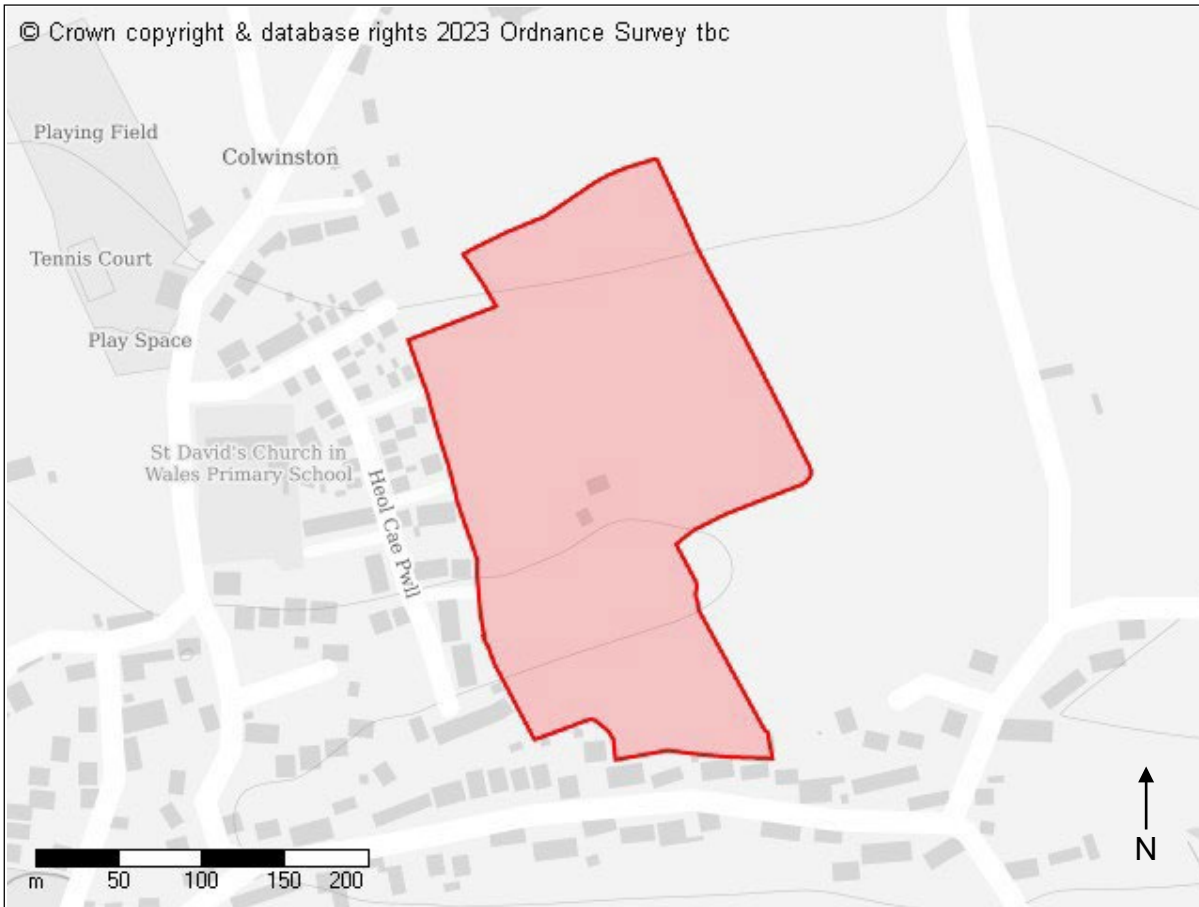 © Crown copyright & database rights 2023 Ordnance Survey tbc
Playing Field
Colwinston
Tennis Court
Play Space
St David's Church in
Wales Primary School
Heol Cae Pwll
m 50 100 150 200
N